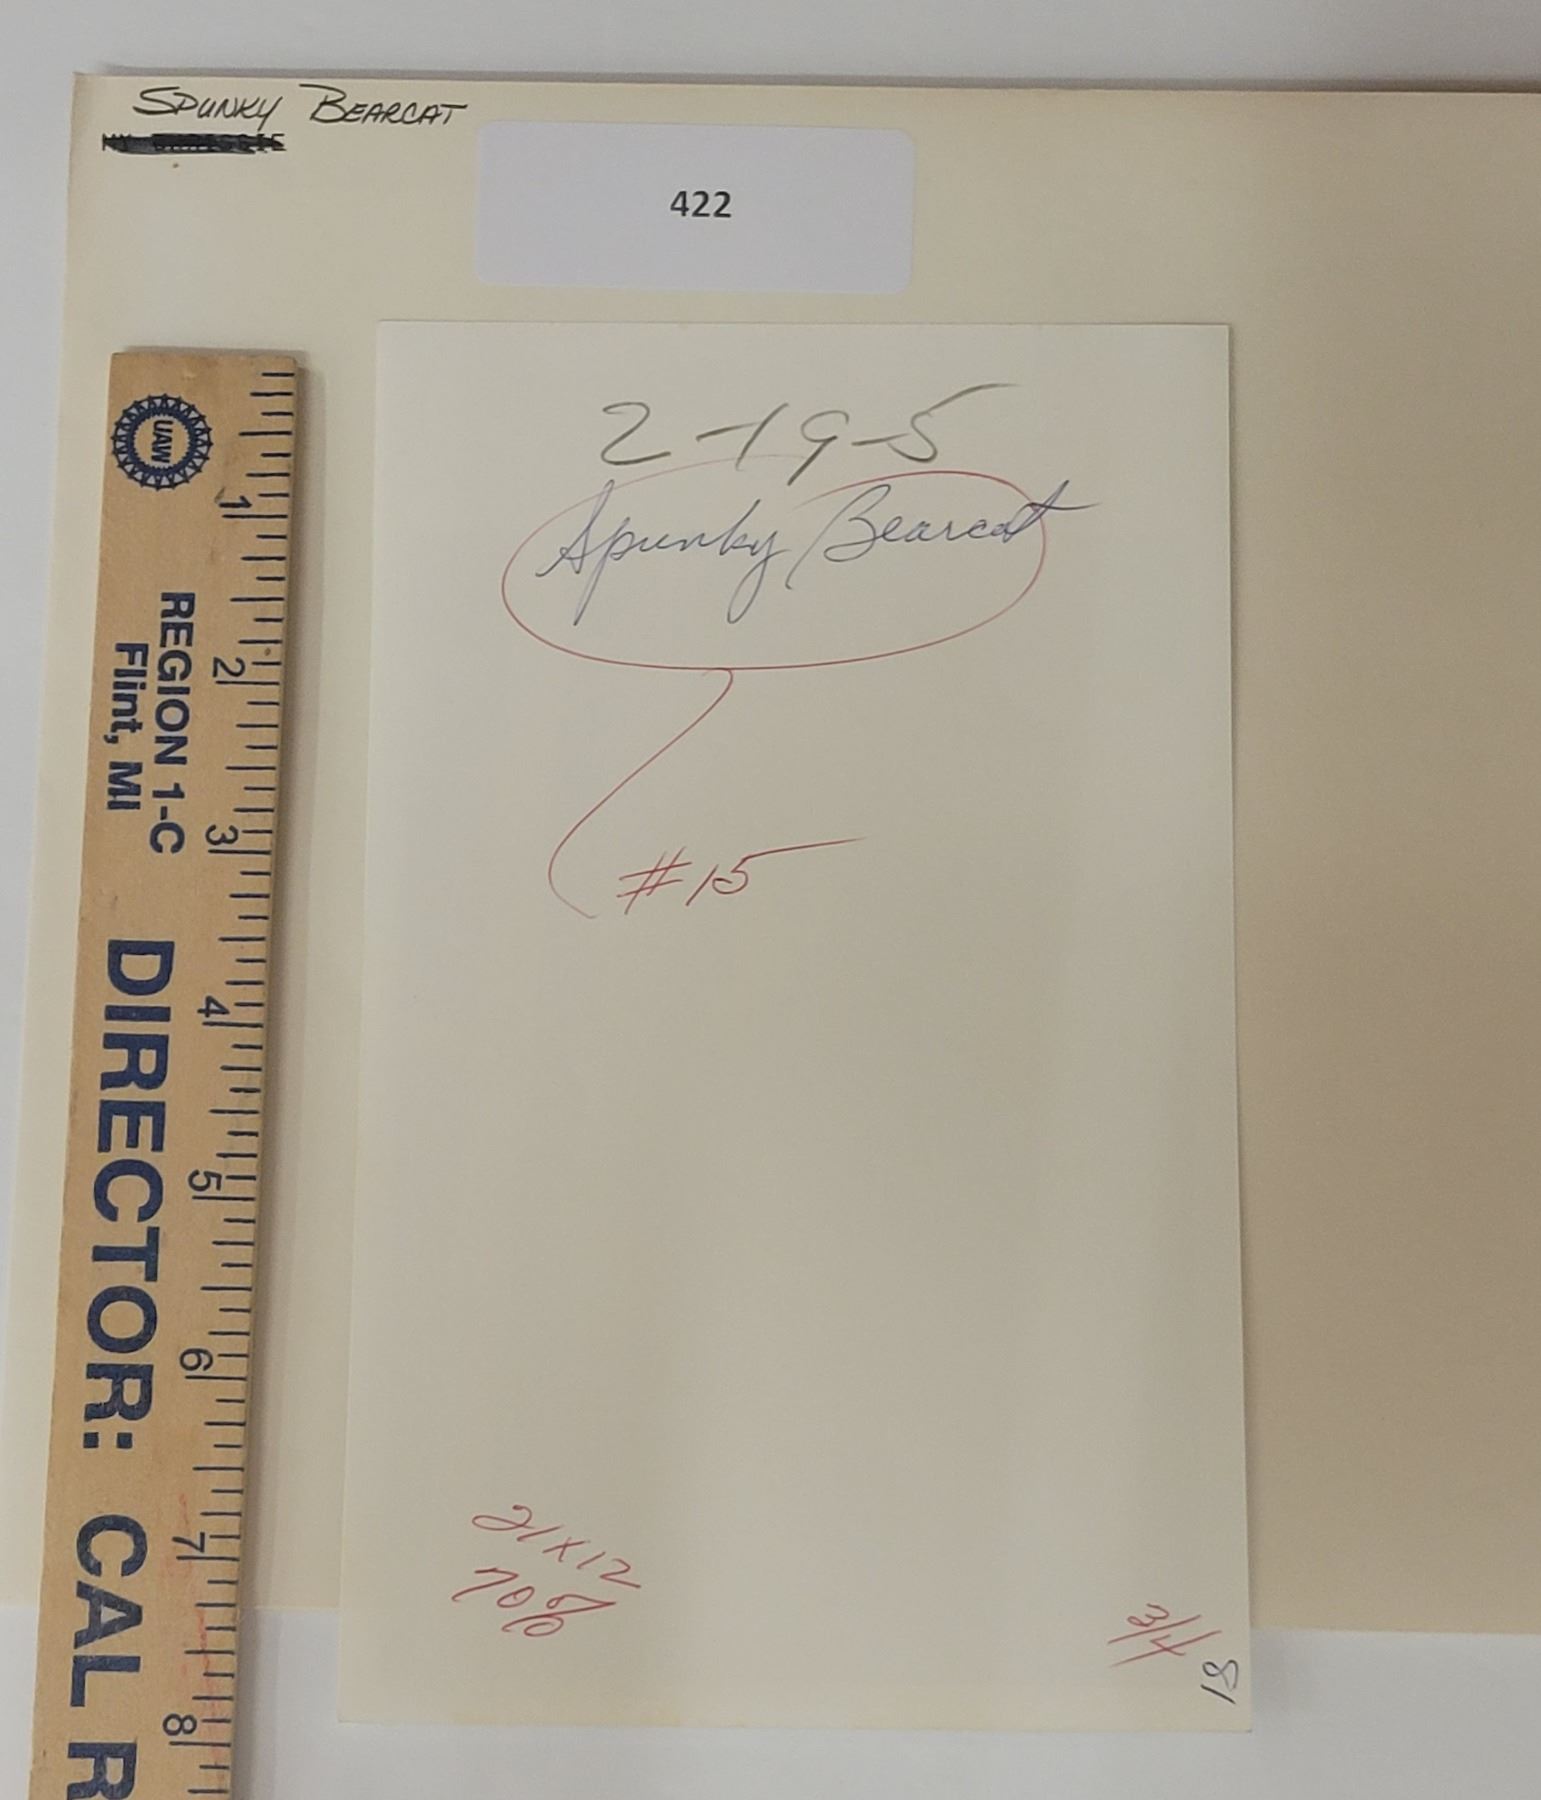 SPUNKY BEARCAT
422
2-19-5
Spunky Bearcat
#15
21x12
70%
3/4
81
UAW
REGION 1-C
Flint, MI
DIRECTOR: CAL R
1
2
3
4
5
6
7
8